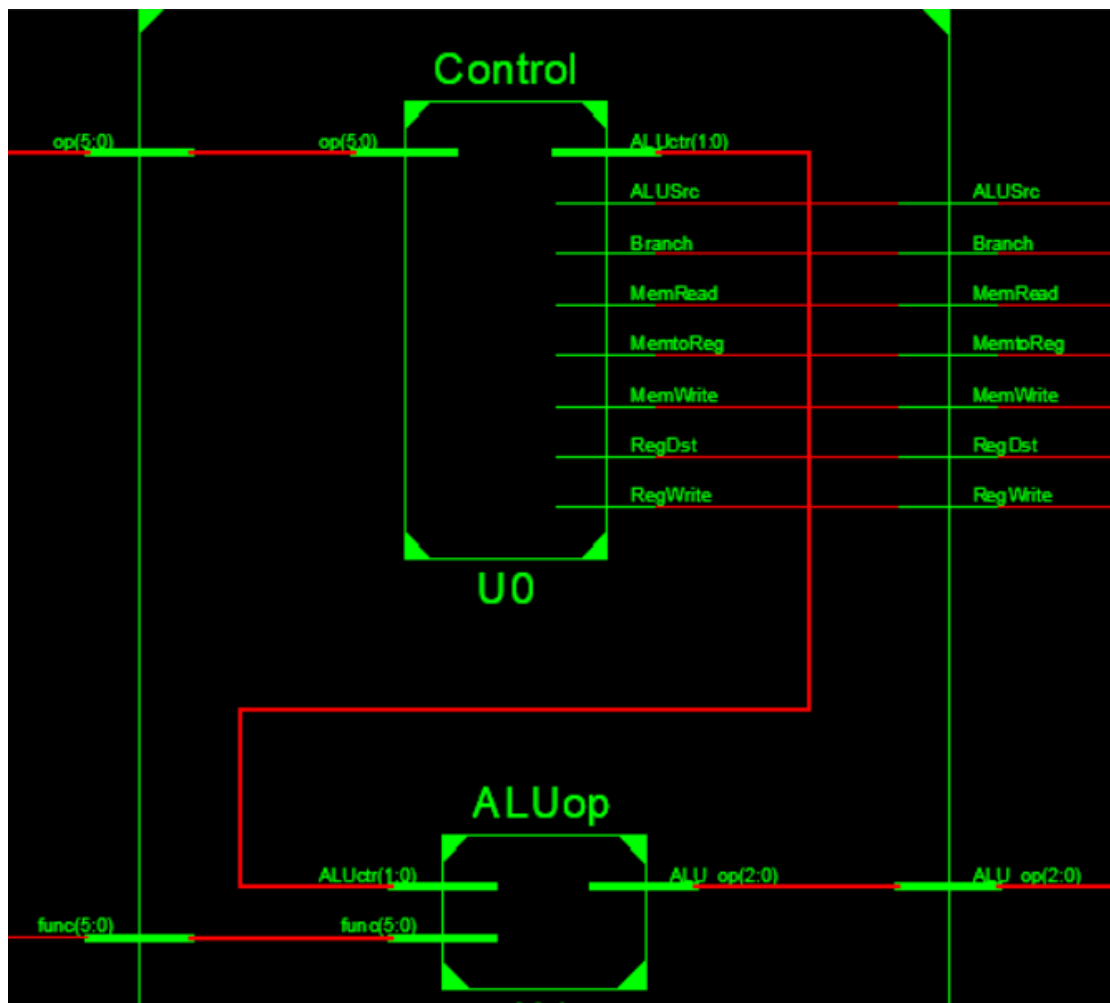 Control
op(5:0) op(5:0) ALUctr(1:0)
ALUSrc ALUSrc
Branch Branch
MemRead MemRead
MemtoReg MemtoReg
MemWrite MemWrite
RegDst RegDst
RegWrite RegWrite
U0
ALUop
ALUctr(1:0) ALU_op(2:0) ALU_op(2:0)
func(5:0) func(5:0)